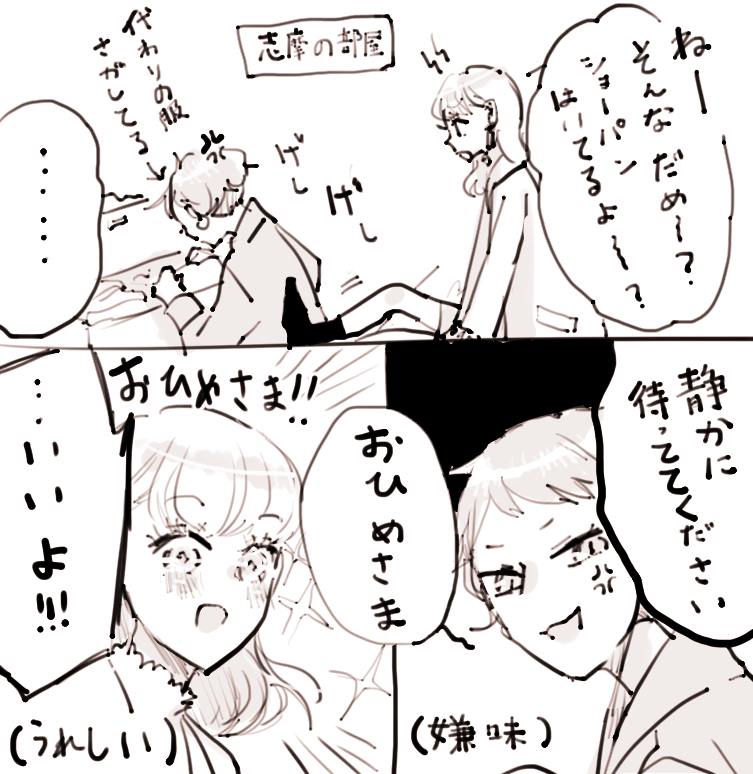 志摩の部屋
ねー
そんなだめ〜?
ショーパン
はいてるよ〜?
げし
げし
代わりの服
さがしてる
‥‥‥
静かに
待っててください
おひめさま
(嫌味)
おひめさま!!
…いいよ!!!
(うれしい)